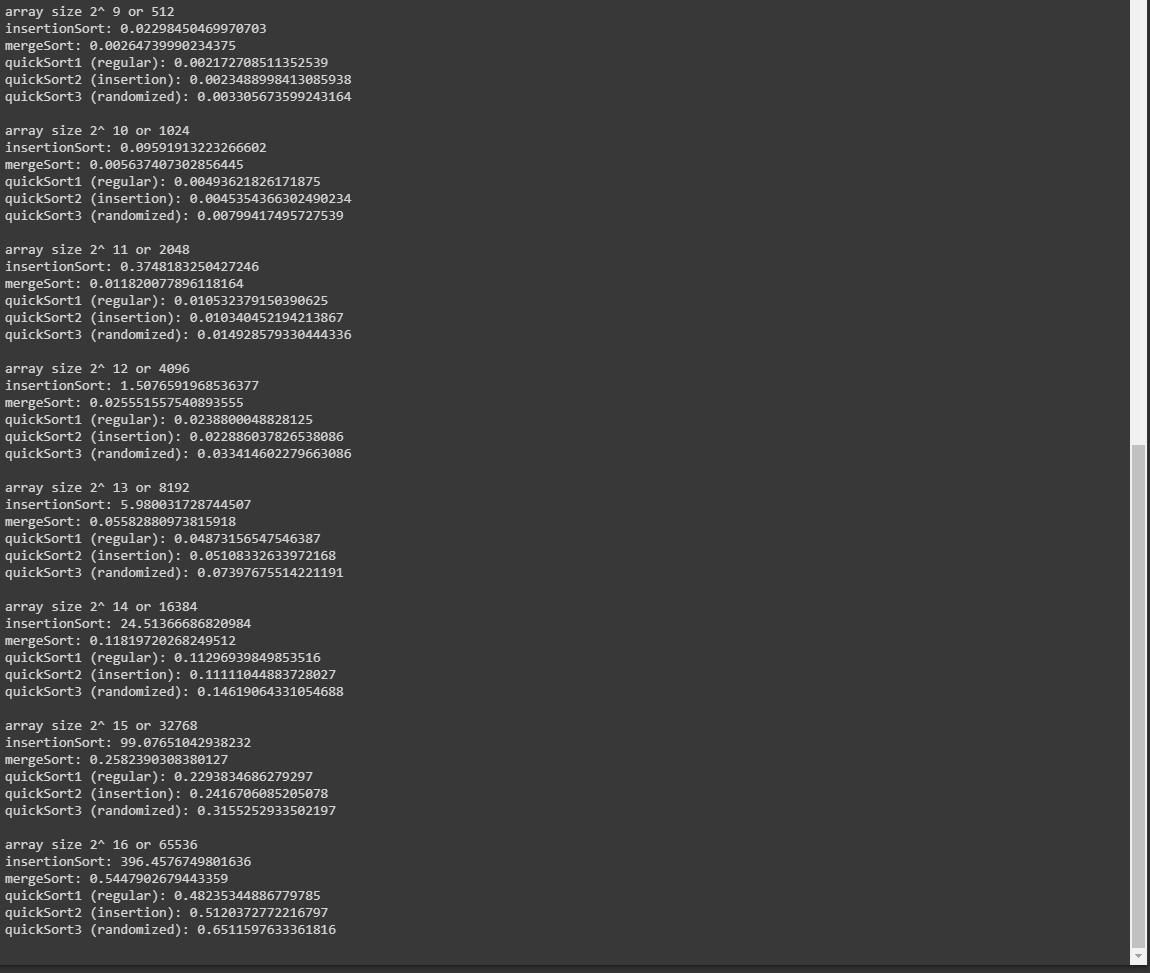 array size 2^ 9 or 512
insertionSort: 0.02298450469970703
mergeSort: 0.00264739990234375
quickSort1 (regular): 0.002172708511352539
quickSort2 (insertion): 0.0023488998413085938
quickSort3 (randomized): 0.003305673599243164

array size 2^ 10 or 1024
insertionSort: 0.09591913223266602
mergeSort: 0.005637407302856445
quickSort1 (regular): 0.00493621826171875
quickSort2 (insertion): 0.0045354366302490234
quickSort3 (randomized): 0.00799417495727539

array size 2^ 11 or 2048
insertionSort: 0.3748183250427246
mergeSort: 0.011820077896118164
quickSort1 (regular): 0.010532379150390625
quickSort2 (insertion): 0.010340452194213867
quickSort3 (randomized): 0.014928579330444336

array size 2^ 12 or 4096
insertionSort: 1.5076591968536377
mergeSort: 0.025551557540893555
quickSort1 (regular): 0.0238800048828125
quickSort2 (insertion): 0.022886037826538086
quickSort3 (randomized): 0.033414602279663086

array size 2^ 13 or 8192
insertionSort: 5.980031728744507
mergeSort: 0.05582880973815918
quickSort1 (regular): 0.04873156547546387
quickSort2 (insertion): 0.05108332633972168
quickSort3 (randomized): 0.07397675514221191

array size 2^ 14 or 16384
insertionSort: 24.51366686820984
mergeSort: 0.11819720268249512
quickSort1 (regular): 0.11296939849853516
quickSort2 (insertion): 0.11111044883728027
quickSort3 (randomized): 0.14619064331054688

array size 2^ 15 or 32768
insertionSort: 99.07651042938232
mergeSort: 0.2582390308380127
quickSort1 (regular): 0.2293834686279297
quickSort2 (insertion): 0.2416706085205078
quickSort3 (randomized): 0.3155252933502197

array size 2^ 16 or 65536
insertionSort: 396.4576749801636
mergeSort: 0.5447902679443359
quickSort1 (regular): 0.48235344886779785
quickSort2 (insertion): 0.5120372772216797
quickSort3 (randomized): 0.6511597633361816